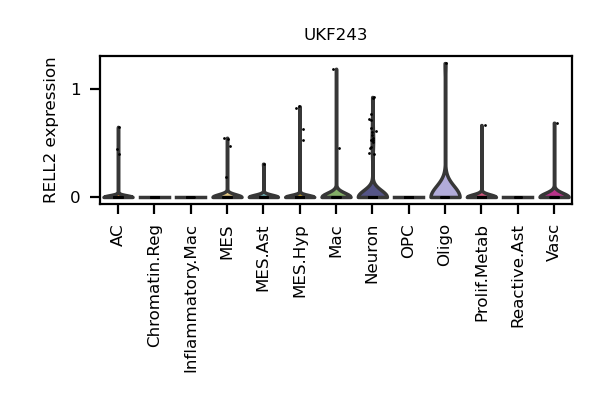 UKF243
RELL2 expression
1
0
AC
Chromatin.Reg
Inflammatory.Mac
MES
MES.Ast
MES.Hyp
Mac
Neuron
OPC
Oligo
Prolif.Metab
Reactive.Ast
Vasc